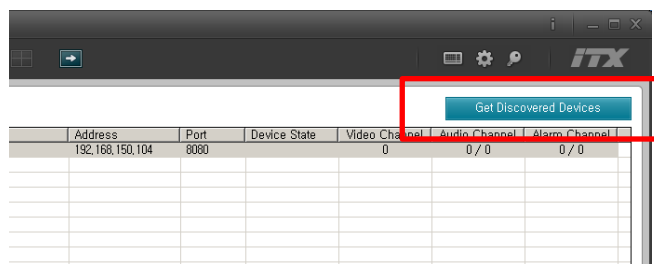 iTX
Get Discovered Devices
Address Port Device State Video Channel Audio Channel Alarm Channel
192,168,150,104 8080 0 0 / 0 0 / 0